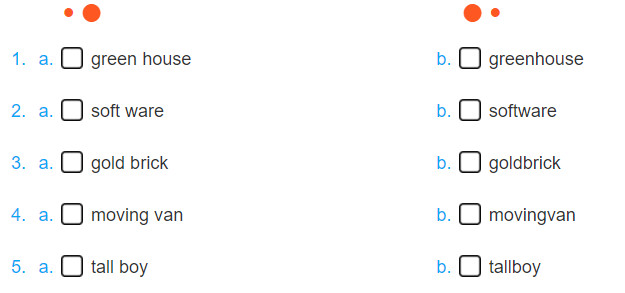 1. a. green house b. greenhouse
2. a. soft ware b. software
3. a. gold brick b. goldbrick
4. a. moving van b. movingvan
5. a. tall boy b. tallboy